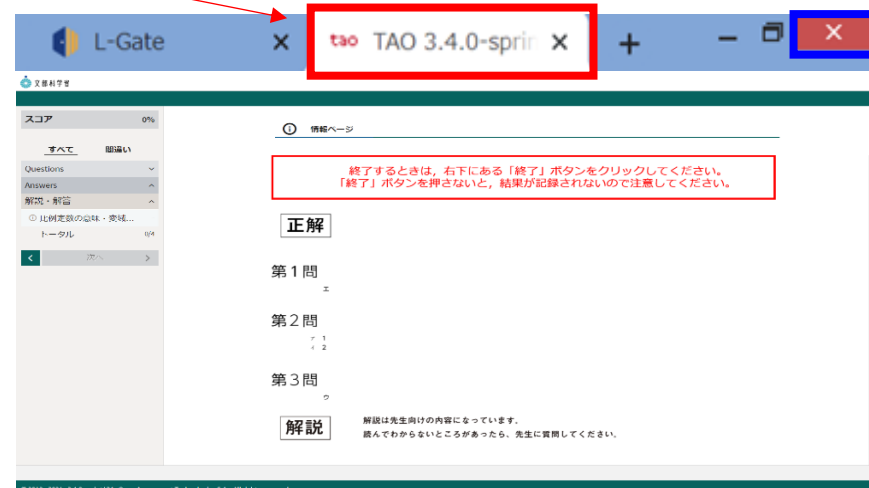 L-Gate
tao TAO 3.4.0-sprin
文部科学省
スコア 0%
すべて 間違い
Questions
Answers
解説・解答
トータル 0/4
次へ
情報ページ
終了するときは，右下にある「終了」ボタンをクリックしてください。
「終了」ボタンを押さないと，結果が記録されないので注意してください。
正解
第１問
エ
第２問
ア 1
イ 2
第３問
ウ
解説
解説は先生向けの内容になっています。
読んでわからないところがあったら、先生に質問してください。